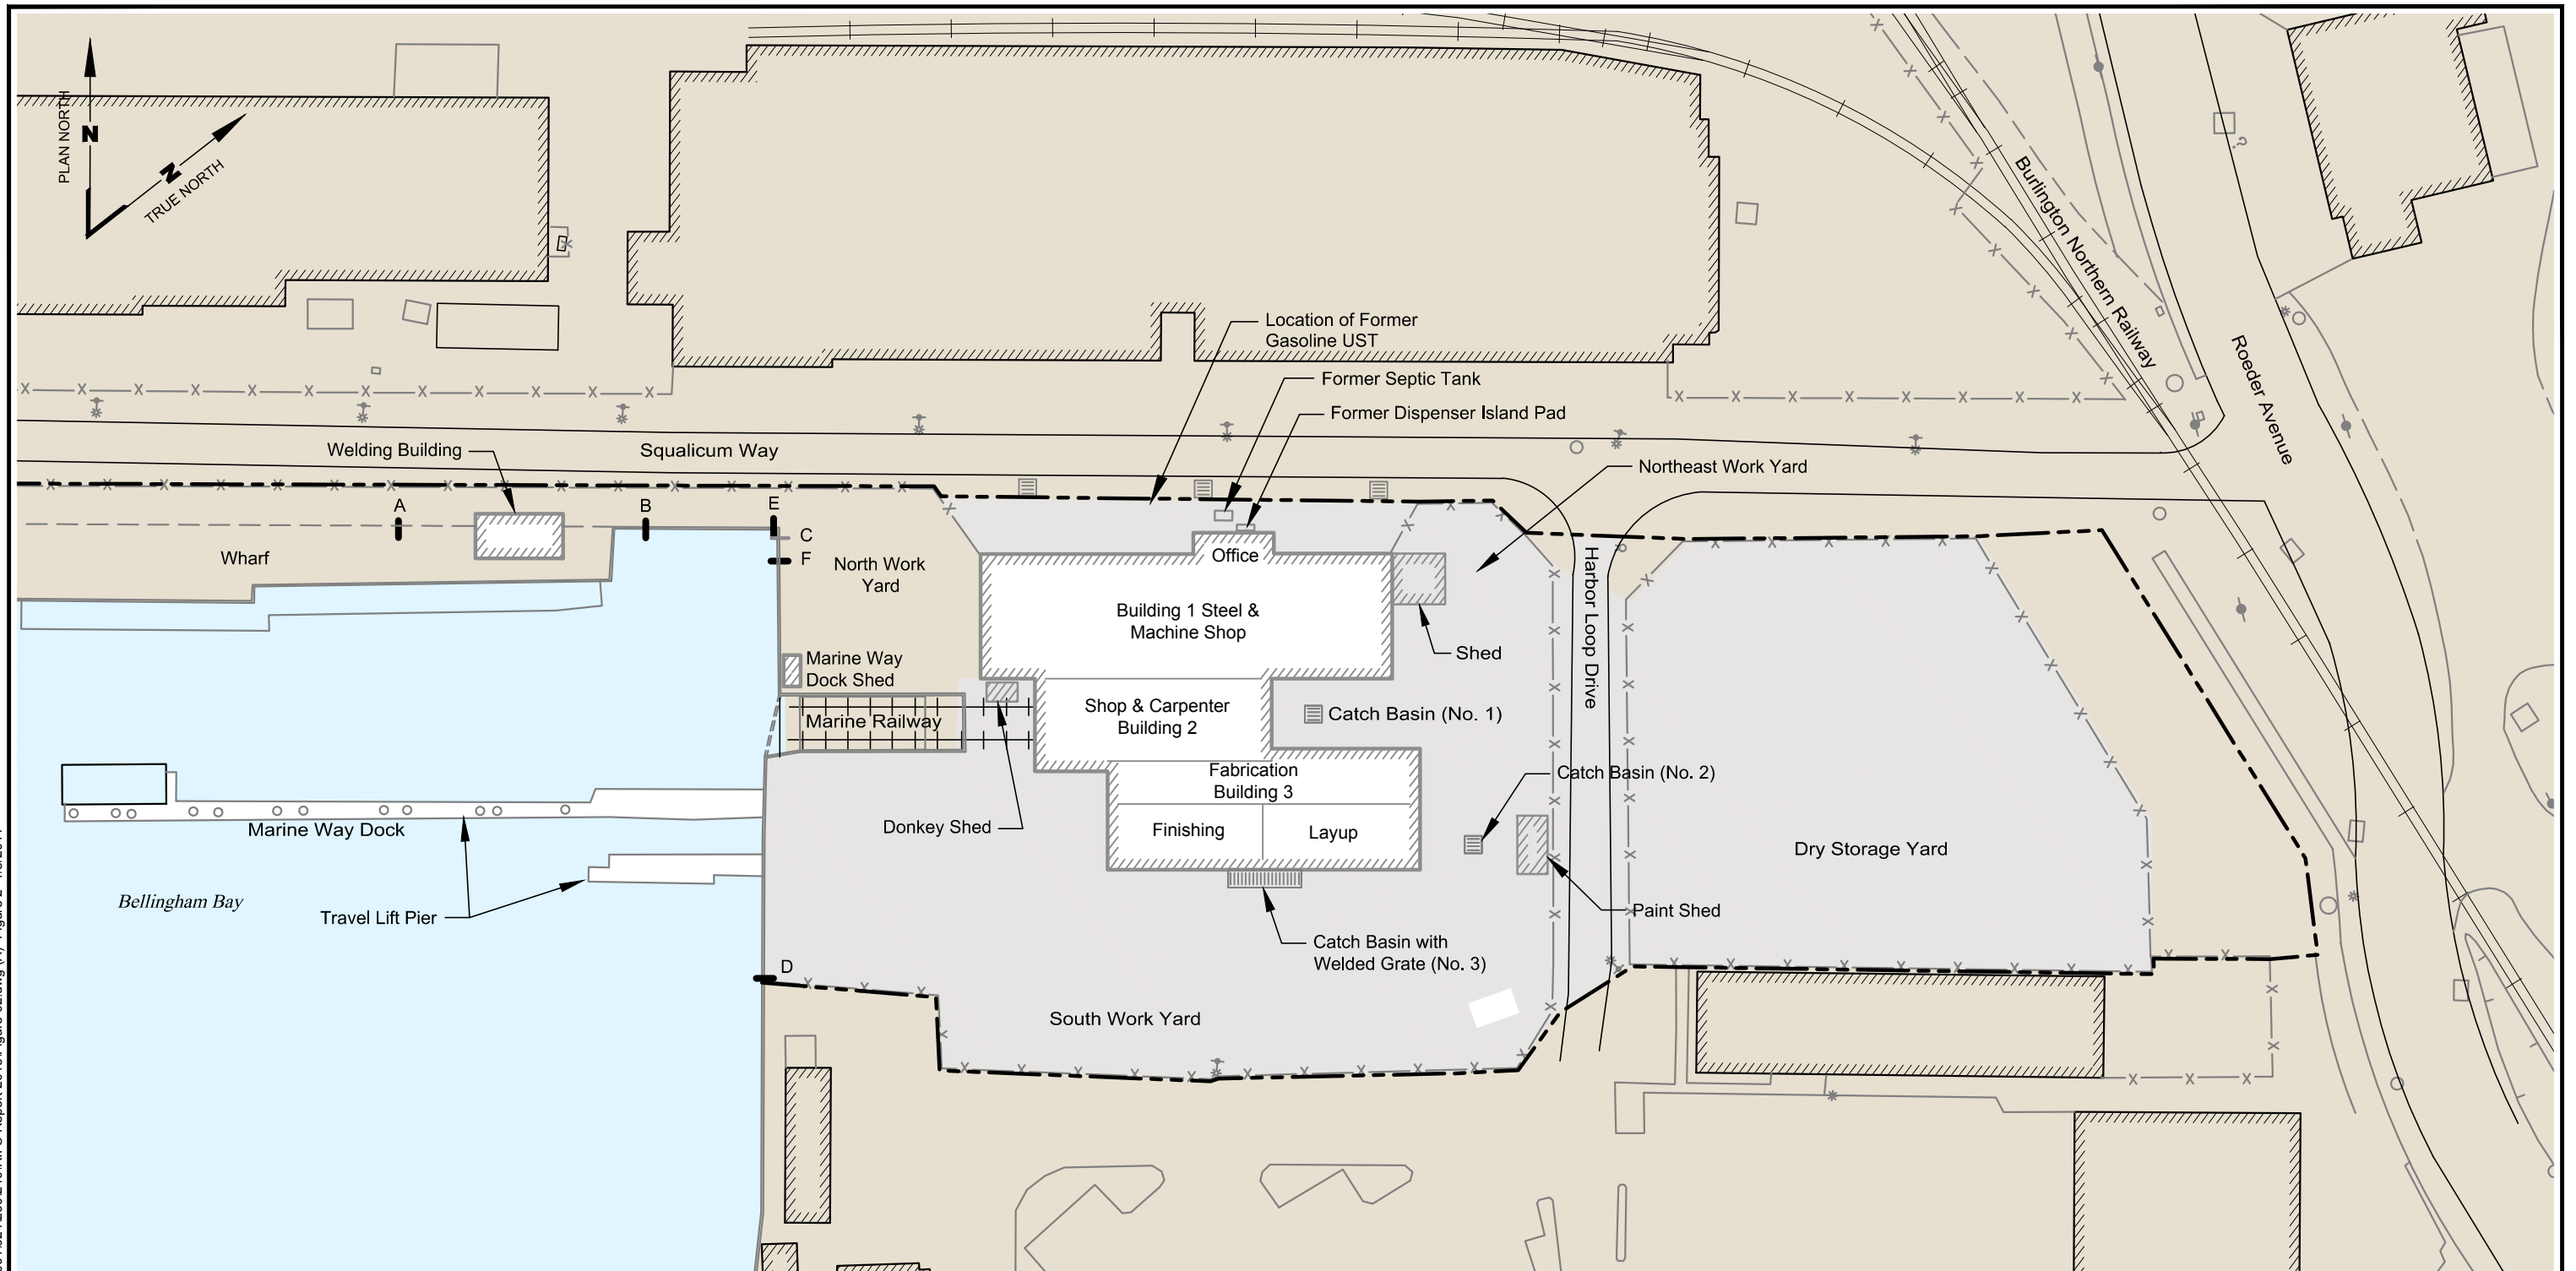 PLAN NORTH
N
N
TRUE NORTH
Burlington Northern Railway
Roeder Avenue
Location of Former
Gasoline UST
Former Septic Tank
Former Dispenser Island Pad
Welding Building
Squalicum Way
Northeast Work Yard
A
B
E
C
F
Wharf
North Work
Yard
Office
Harbor Loop Drive
Building 1 Steel &
Machine Shop
Shed
Marine Way
Dock Shed
Marine Railway
Shop & Carpenter
Building 2
Catch Basin (No. 1)
Fabrication
Building 3
Catch Basin (No. 2)
Marine Way Dock
Donkey Shed
Finishing
Layup
Dry Storage Yard
Bellingham Bay
Travel Lift Pier
Paint Shed
Catch Basin with
Welded Grate (No. 3)
D
South Work Yard
?